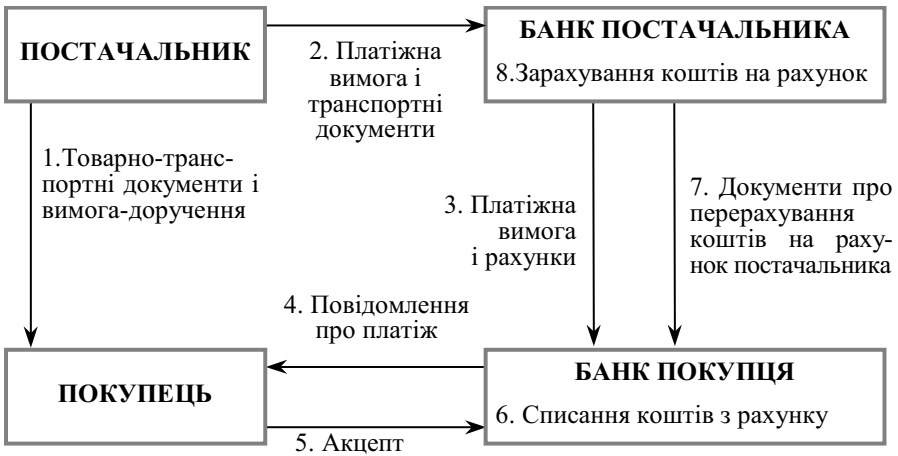 ПОСТАЧАЛЬНИК
2. Платіжна
вимога і
транспортні
документи
БАНК ПОСТАЧАЛЬНИКА
8.Зарахування коштів на рахунок
1.Товарно-транс-
портні документи і
вимога-доручення
3. Платіжна
вимога
і рахунки
7. Документи про
перерахування
коштів на раху-
нок постачальника
4. Повідомлення
про платіж
ПОКУПЕЦЬ
БАНК ПОКУПЦЯ
6. Списання коштів з рахунку
5. Акцепт